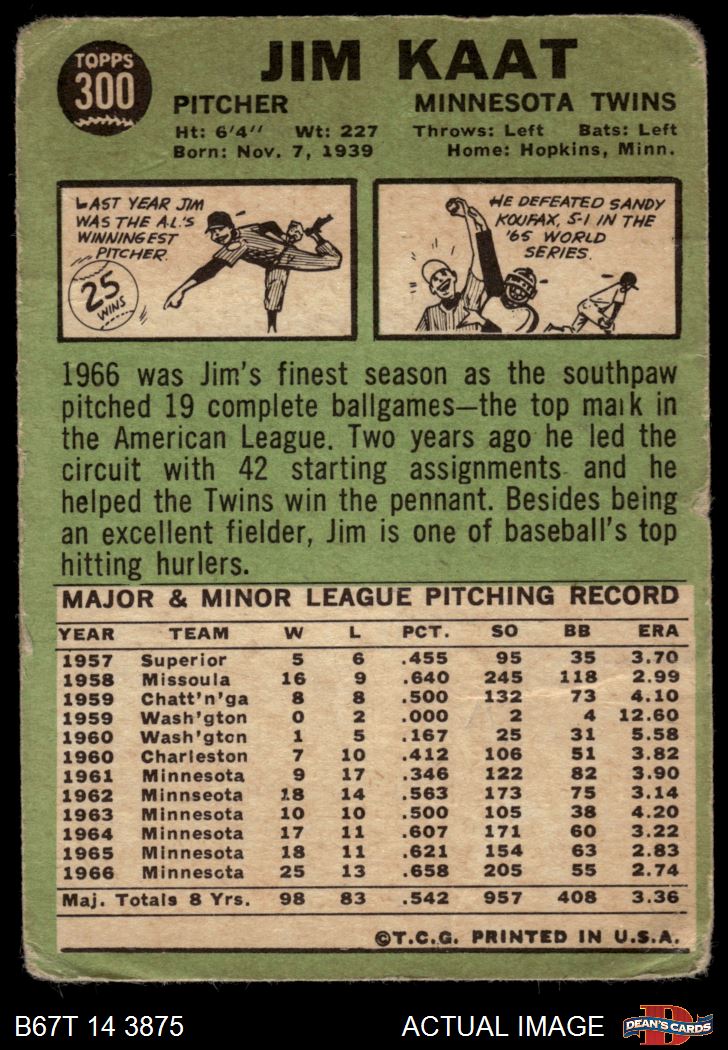 TOPPS
300
JIM KAAT
PITCHER MINNESOTA TWINS
Ht: 6'4" Wt: 227 Throws: Left Bats: Left
Born: Nov. 7, 1939 Home: Hopkins, Minn.
LAST YEAR JIM
WAS THE A.L.'S
WINNINGEST
PITCHER.
25
WINS
HE DEFEATED SANDY
KOUFAX, 5-1 IN THE
'65 WORLD
SERIES.
1966 was Jim's finest season as the southpaw
pitched 19 complete ballgames—the top mark in
the American League. Two years ago he led the
circuit with 42 starting assignments and he
helped the Twins win the pennant. Besides being
an excellent fielder, Jim is one of baseball's top
hitting hurlers.
MAJOR & MINOR LEAGUE PITCHING RECORD
YEAR TEAM W L PCT. SO BB ERA
1957 Superior 5 6 .455 95 35 3.70
1958 Missoula 16 9 .640 245 118 2.99
1959 Chatt'n'ga 8 8 .500 132 73 4.10
1959 Wash'gton 0 2 .000 2 4 12.60
1960 Wash'gton 1 5 .167 25 31 5.58
1960 Charleston 7 10 .412 106 51 3.82
1961 Minnesota 9 17 .346 122 82 3.90
1962 Minnseota 18 14 .563 173 75 3.14
1963 Minnesota 10 10 .500 105 38 4.20
1964 Minnesota 17 11 .607 171 60 3.22
1965 Minnesota 18 11 .621 154 63 2.83
1966 Minnesota 25 13 .658 205 55 2.74
Maj. Totals 8 Yrs. 98 83 .542 957 408 3.36
©T.C.G. PRINTED IN U.S.A.
B67T 14 3875 ACTUAL IMAGE
D
DEAN'S CARDS